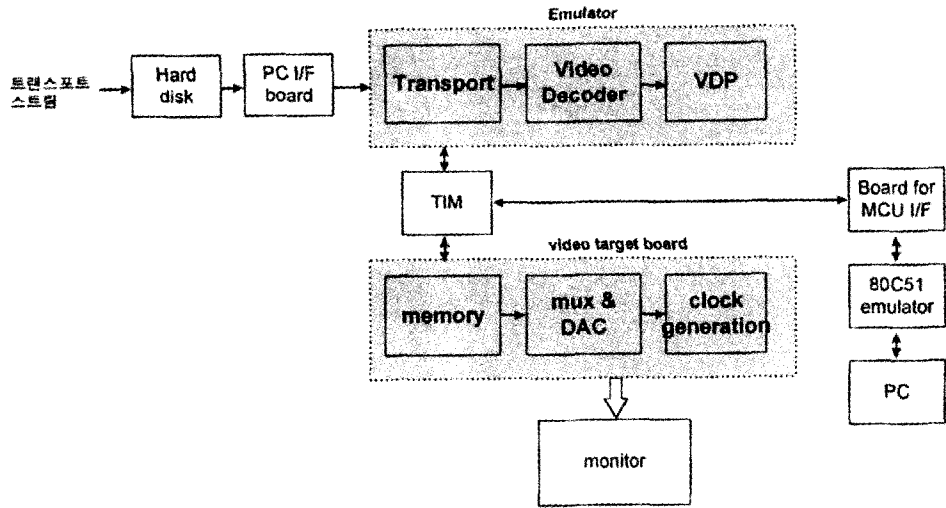 Emulator
트랜스포트
스트림
Hard
disk
PC I/F
board
Transport
Video
Decoder
VDP
TIM
Board for
MCU I/F
video target board
memory
mux &
DAC
clock
generation
80C51
emulator
PC
monitor